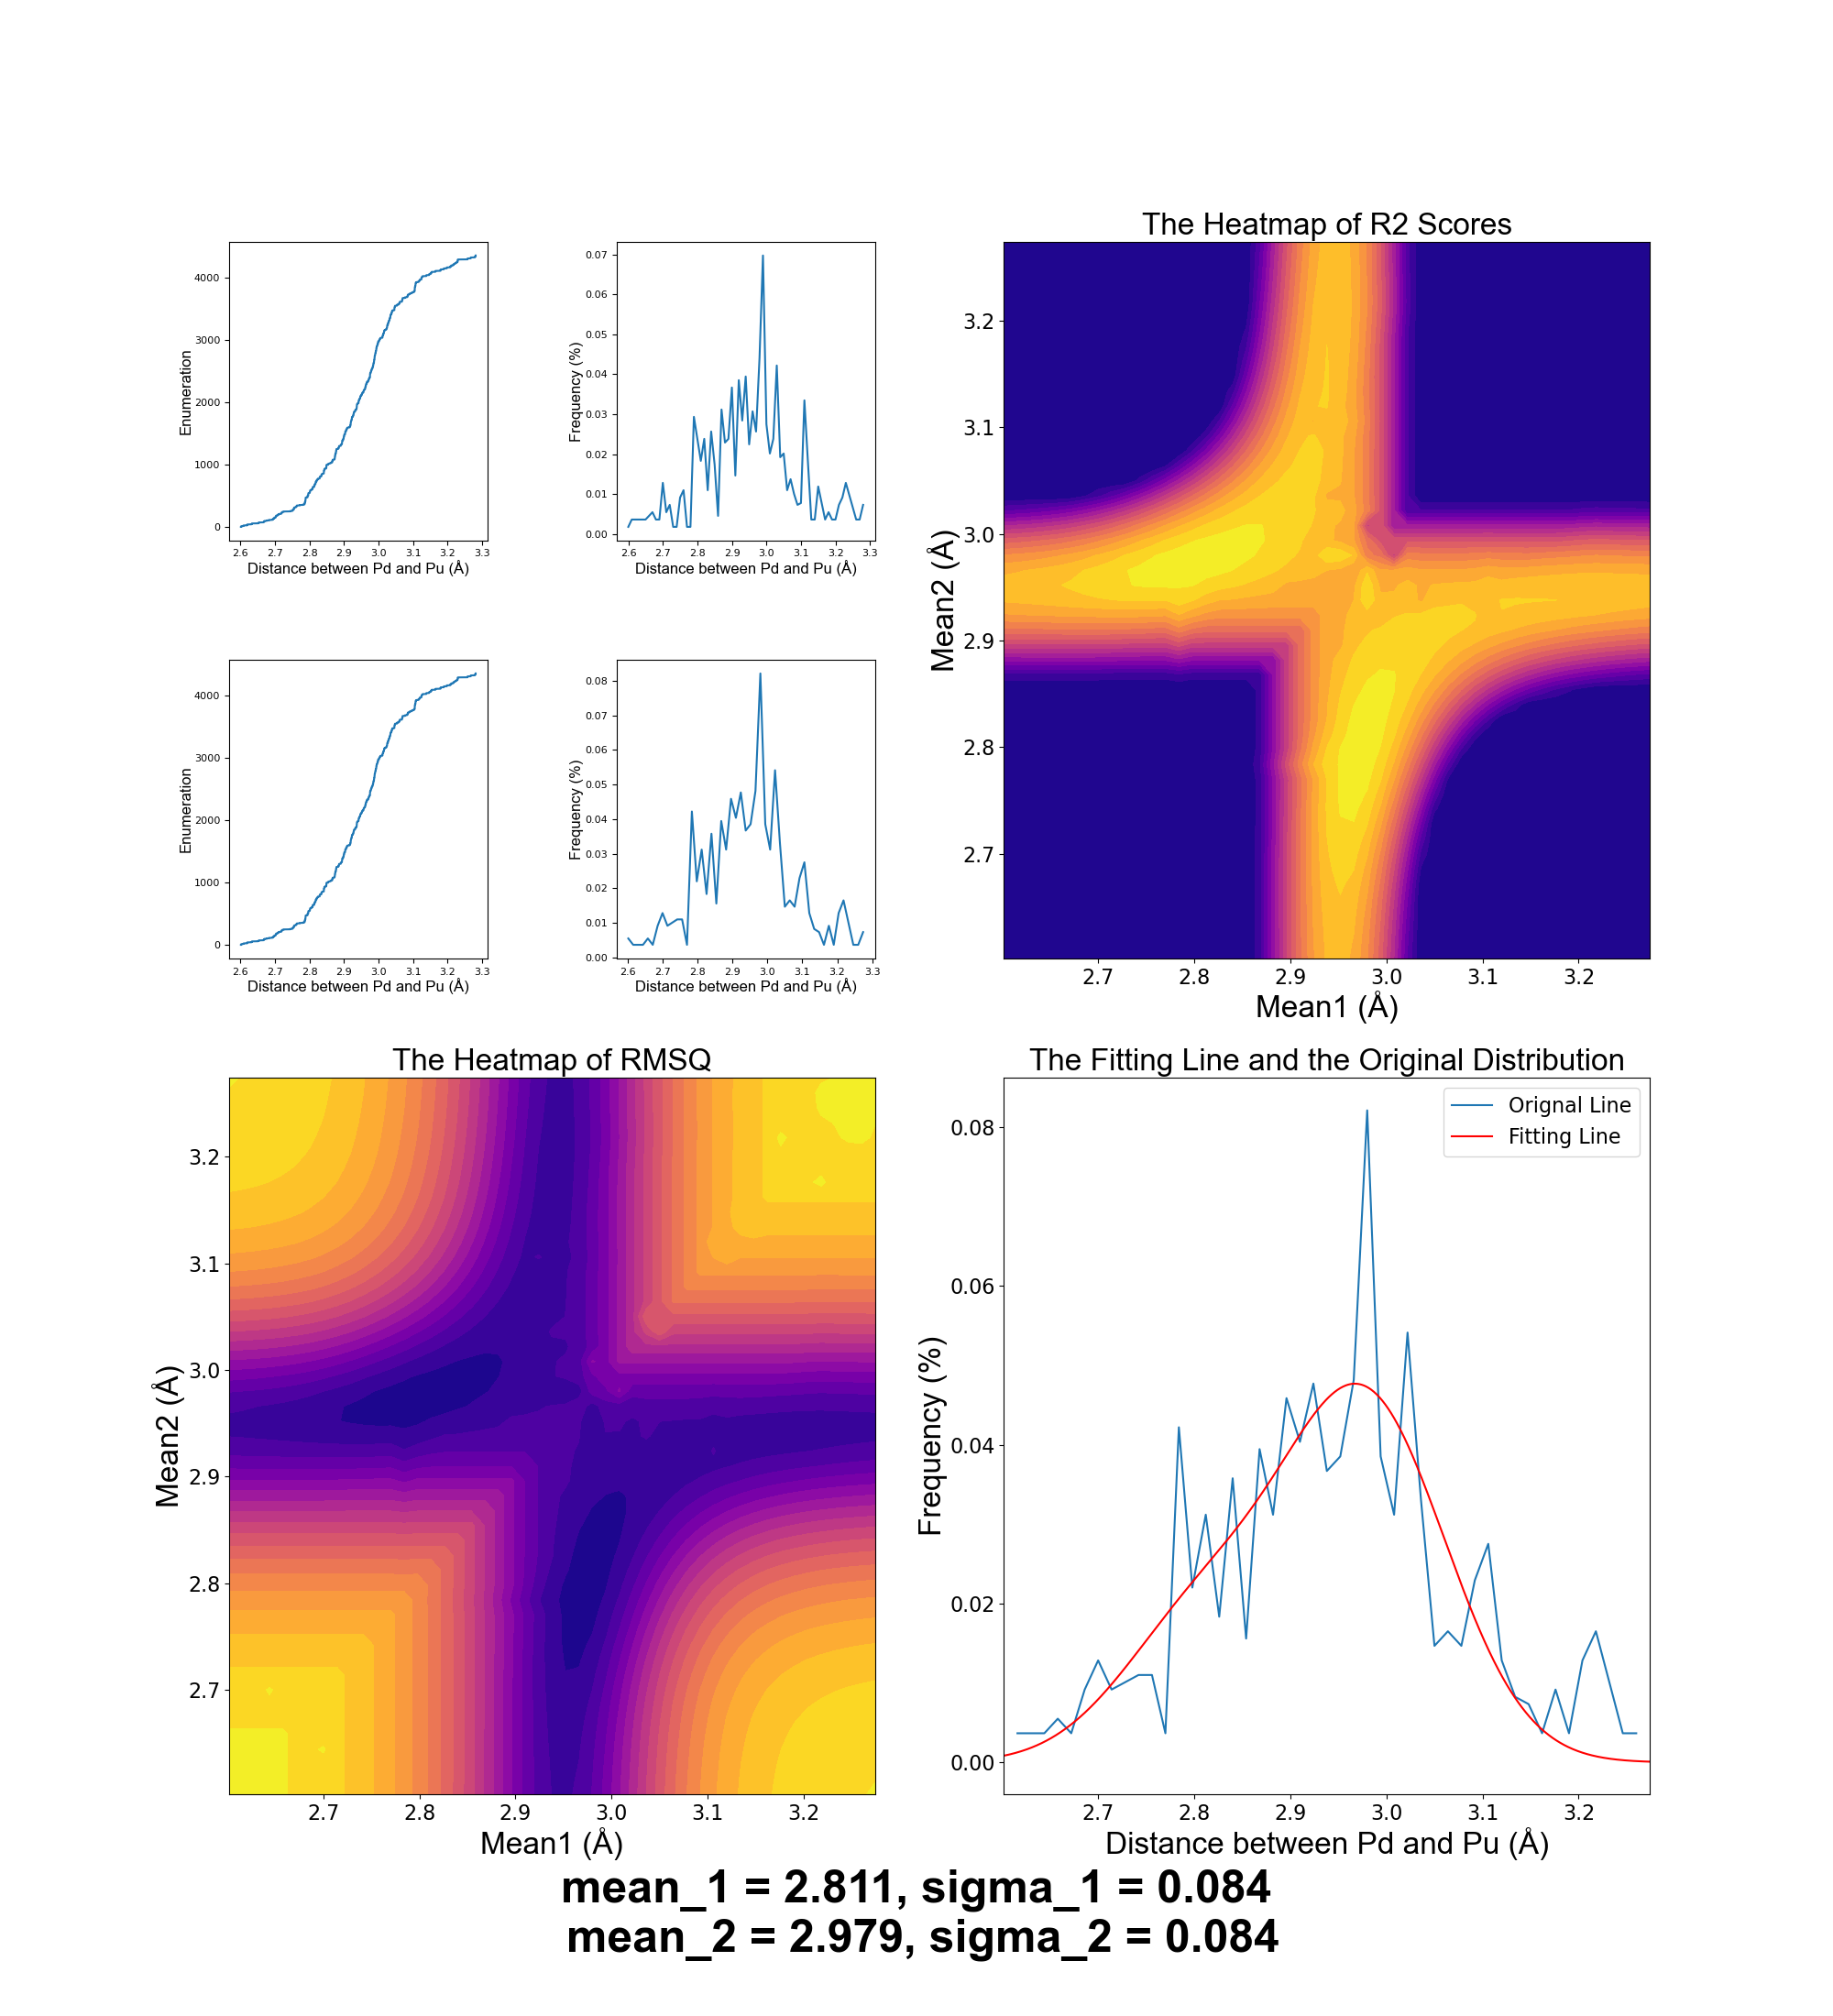 The Heatmap of R2 Scores
4000
3000
2000
1000
0
Enumeration
2.6 2.7 2.8 2.9 3.0 3.1 3.2 3.3
Distance between Pd and Pu (Å)
0.07
0.06
0.05
0.04
0.03
0.02
0.01
0.00
Frequency (%)
2.6 2.7 2.8 2.9 3.0 3.1 3.2 3.3
Distance between Pd and Pu (Å)
4000
3000
2000
1000
0
Enumeration
2.6 2.7 2.8 2.9 3.0 3.1 3.2 3.3
Distance between Pd and Pu (Å)
0.08
0.07
0.06
0.05
0.04
0.03
0.02
0.01
0.00
Frequency (%)
2.6 2.7 2.8 2.9 3.0 3.1 3.2 3.3
Distance between Pd and Pu (Å)
3.2
3.1
3.0
2.9
2.8
2.7
Mean2 (Å)
2.7 2.8 2.9 3.0 3.1 3.2
Mean1 (Å)
The Heatmap of RMSQ
3.2
3.1
3.0
2.9
2.8
2.7
Mean2 (Å)
2.7 2.8 2.9 3.0 3.1 3.2
Mean1 (Å)
The Fitting Line and the Original Distribution
Orignal Line
Fitting Line
0.08
0.06
0.04
0.02
0.00
Frequency (%)
2.7 2.8 2.9 3.0 3.1 3.2
Distance between Pd and Pu (Å)
mean_1 = 2.811, sigma_1 = 0.084
mean_2 = 2.979, sigma_2 = 0.084